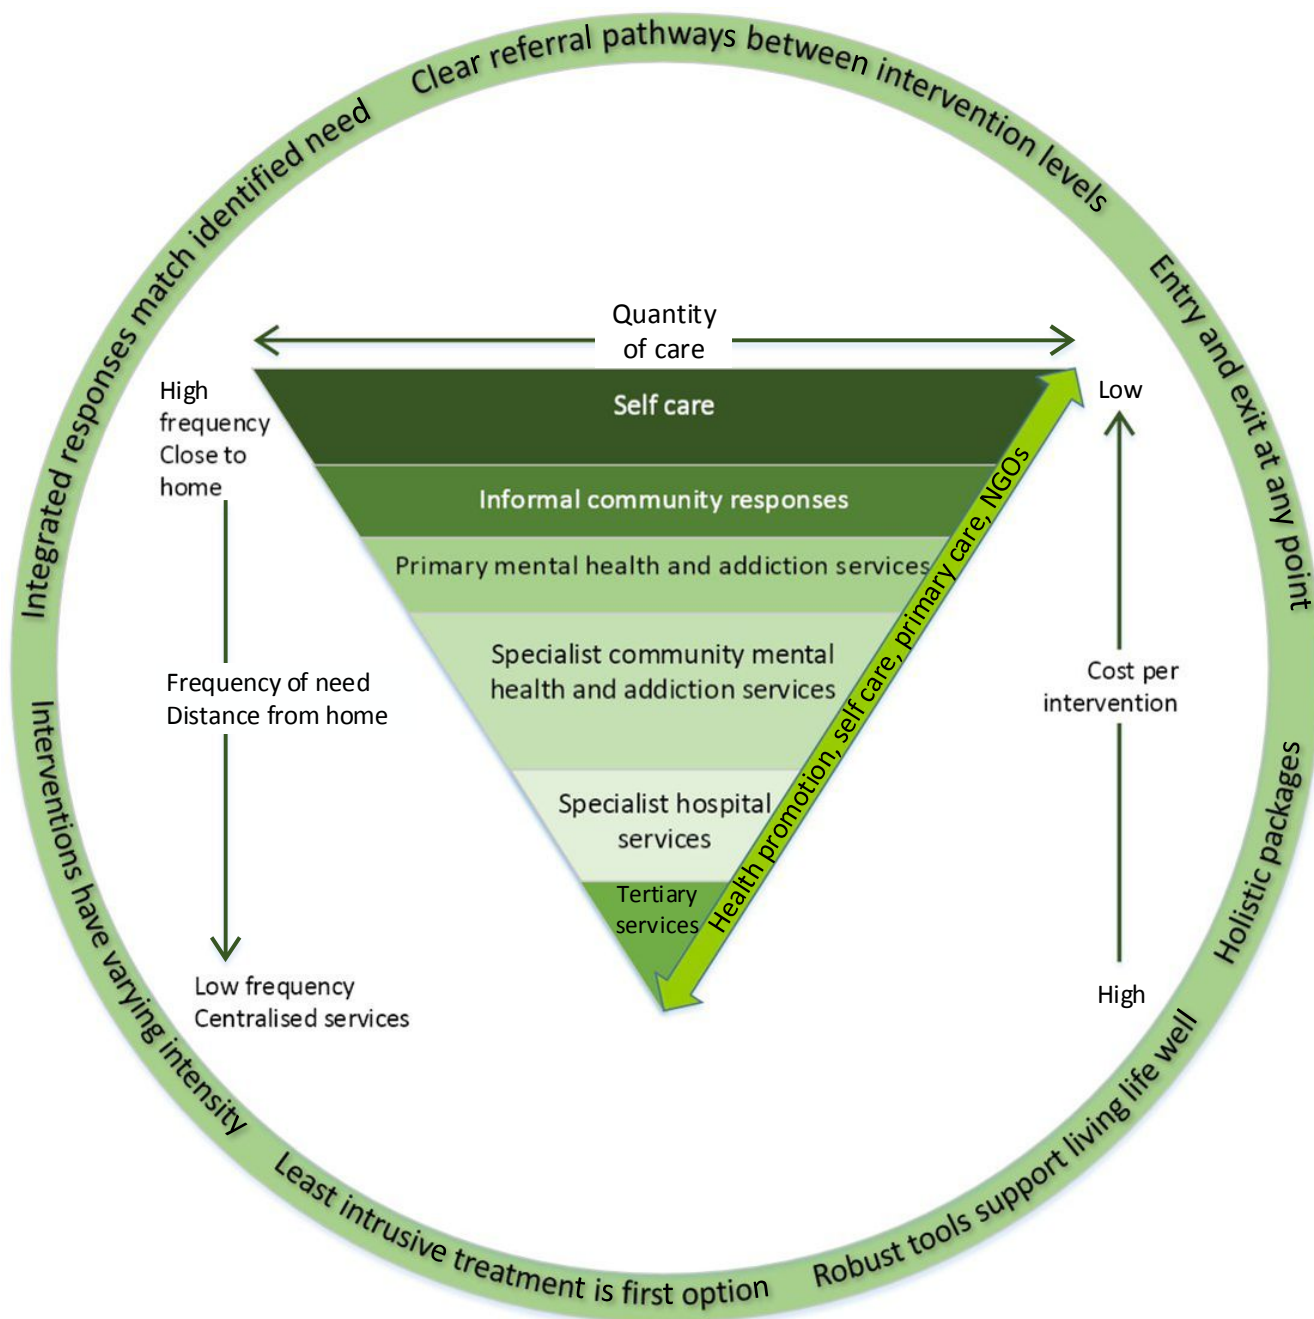 Clear referral pathways between intervention levels
Entry and exit at any point
Holistic packages
Robust tools support living life well
Least intrusive treatment is first option
Interventions have varying intensity
Integrated responses match identified need
Quantity
of care
High
frequency
Close to
home
Frequency of need
Distance from home
Low frequency
Centralised services
Self care
Informal community responses
Primary mental health and addiction services
Specialist community mental
health and addiction services
Specialist hospital
services
Tertiary
services
Health promotion, self care, primary care, NGOs
Low
Cost per
intervention
High